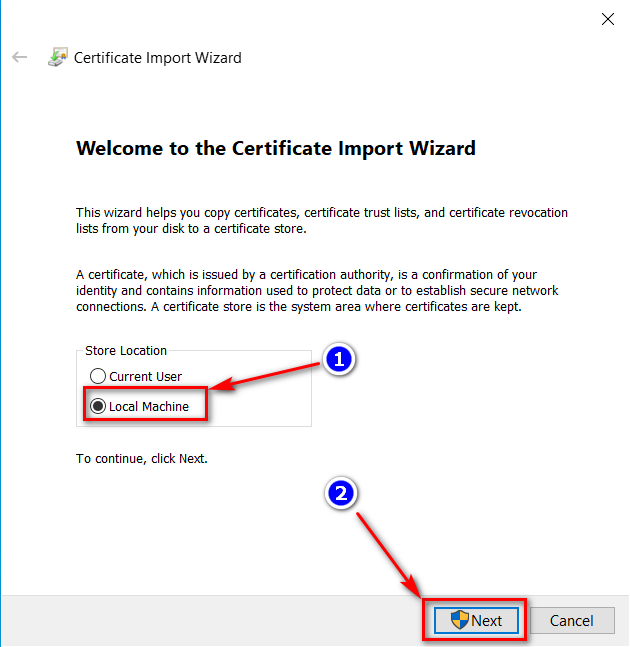 Certificate Import Wizard
Welcome to the Certificate Import Wizard
This wizard helps you copy certificates, certificate trust lists, and certificate revocation
lists from your disk to a certificate store.
A certificate, which is issued by a certification authority, is a confirmation of your
identity and contains information used to protect data or to establish secure network
connections. A certificate store is the system area where certificates are kept.
Store Location
1
Current User
Local Machine
To continue, click Next.
2
Next
Cancel